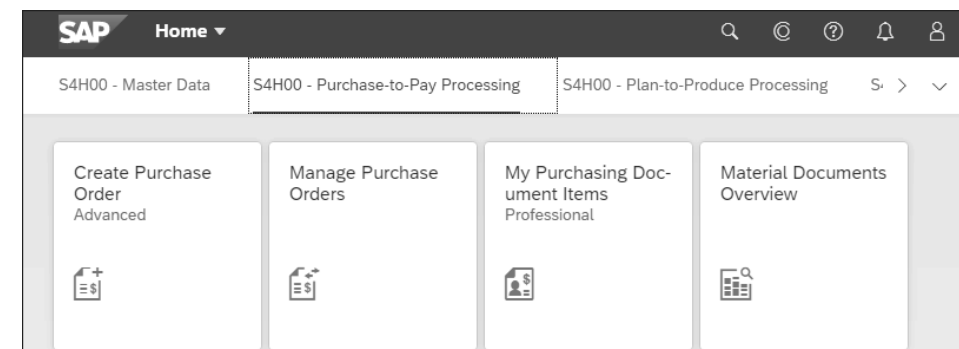 SAP Home
S4H00 - Master Data S4H00 - Purchase-to-Pay Processing S4H00 - Plan-to-Produce Processing S
Create Purchase
Order
Advanced
Manage Purchase
Orders
My Purchasing Doc-
ument Items
Professional
Material Documents
Overview